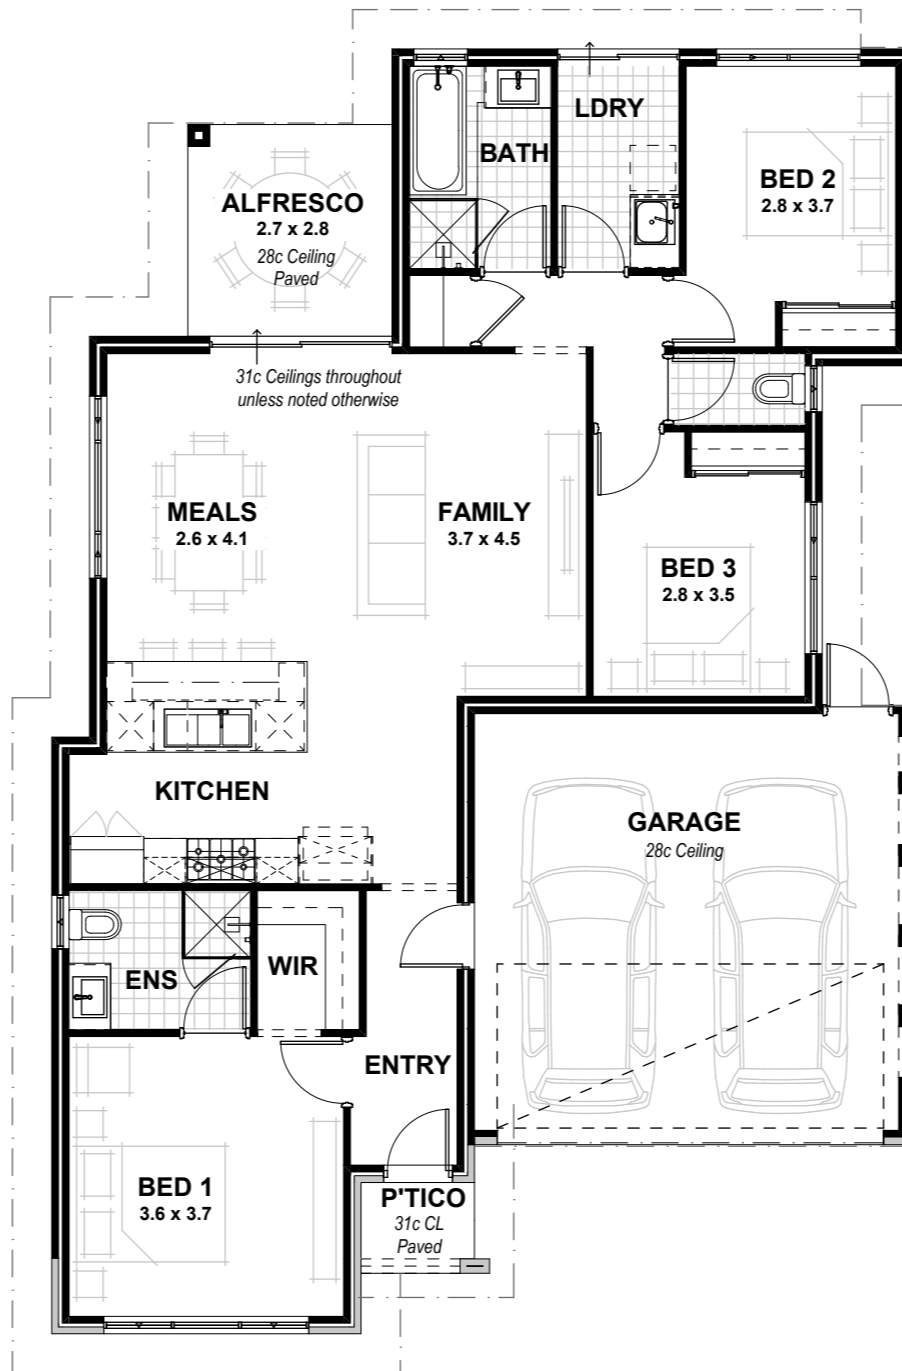 LDRY
BATH
BED 2
2.8 x 3.7
ALFRESCO
2.7 x 2.8
28c Ceiling
Paved
31c Ceilings throughout
unless noted otherwise
MEALS
2.6 x 4.1
FAMILY
3.7 x 4.5
BED 3
2.8 x 3.5
KITCHEN
GARAGE
28c Ceiling
ENS
WIR
ENTRY
BED 1
3.6 x 3.7
P'TICO
31c CL
Paved